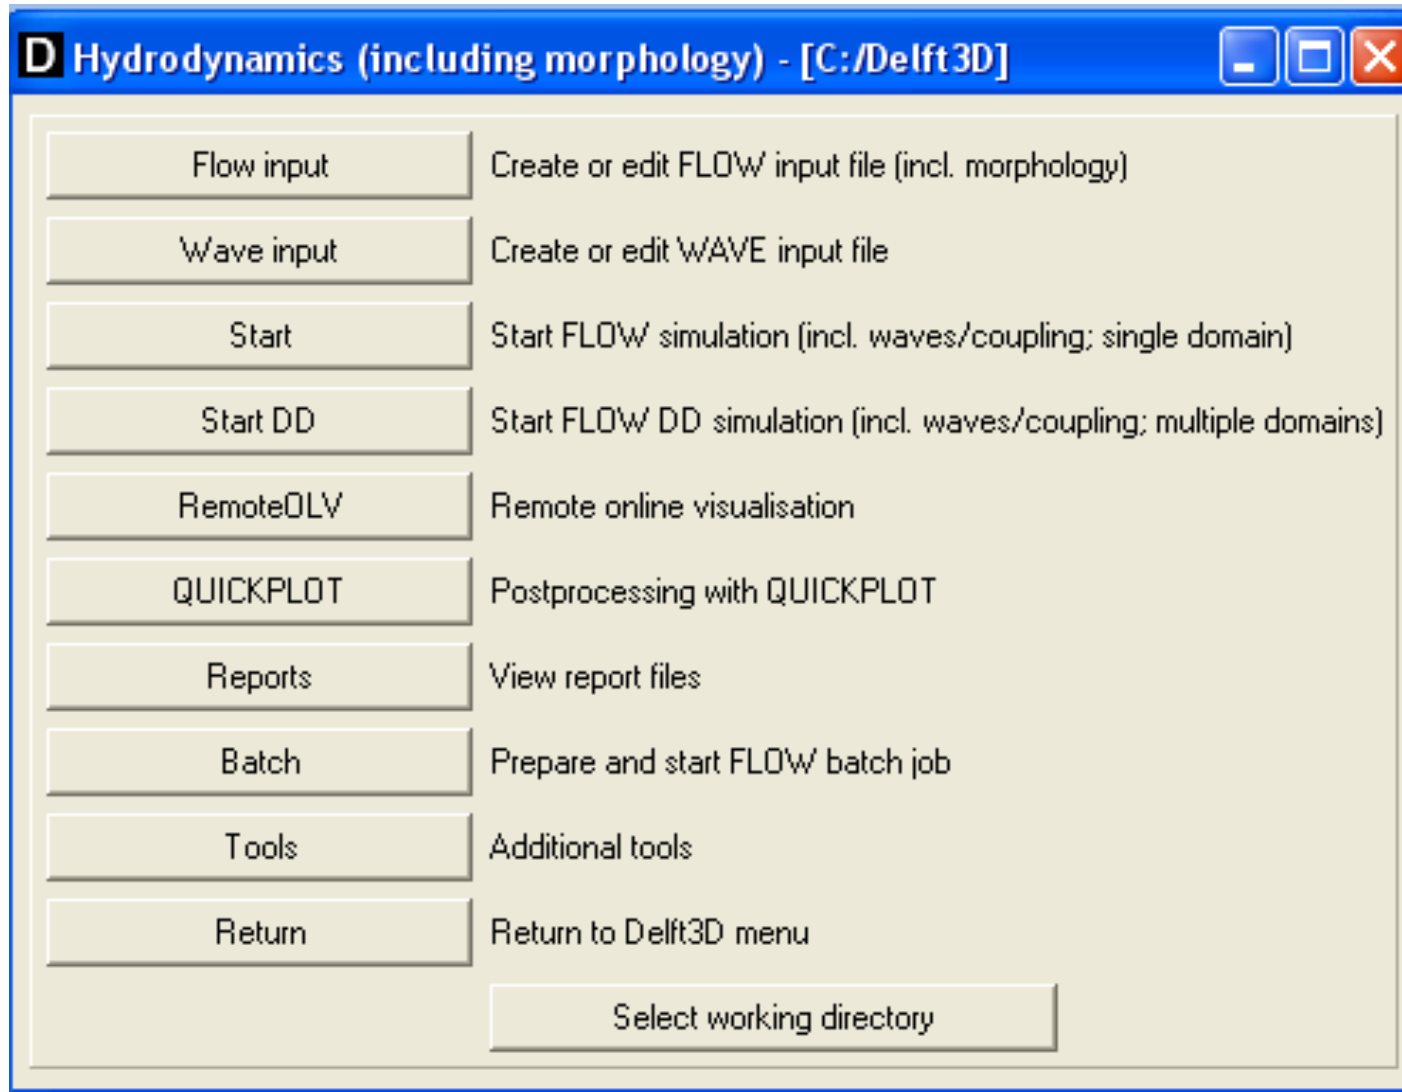 D Hydrodynamics (including morphology) - [C:/Delft3D]
Flow input Create or edit FLOW input file (incl. morphology)
Wave input Create or edit WAVE input file
Start Start FLOW simulation (incl. waves/coupling; single domain)
Start DD Start FLOW DD simulation (incl. waves/coupling; multiple domains)
RemoteOLV Remote online visualisation
QUICKPLOT Postprocessing with QUICKPLOT
Reports View report files
Batch Prepare and start FLOW batch job
Tools Additional tools
Return Return to Delft3D menu
Select working directory